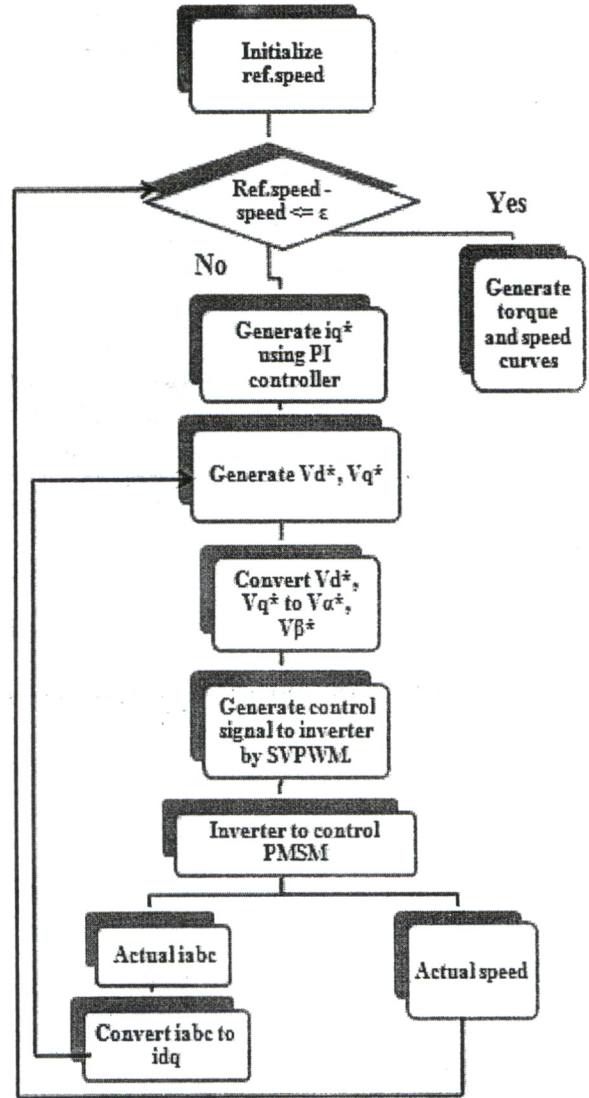 Initialize
ref.speed
Ref.speed -
speed <= ε
Yes
No
Generate
torque
and speed
curves
Generate iq*
using PI
controller
Generate Vd*, Vq*
Convert Vd*,
Vq* to Vα*,
Vβ*
Generate control
signal to inverter
by SVPWM.
Inverter to control
PMSM
Actual iabc
Actual speed
Convert iabc to
idq